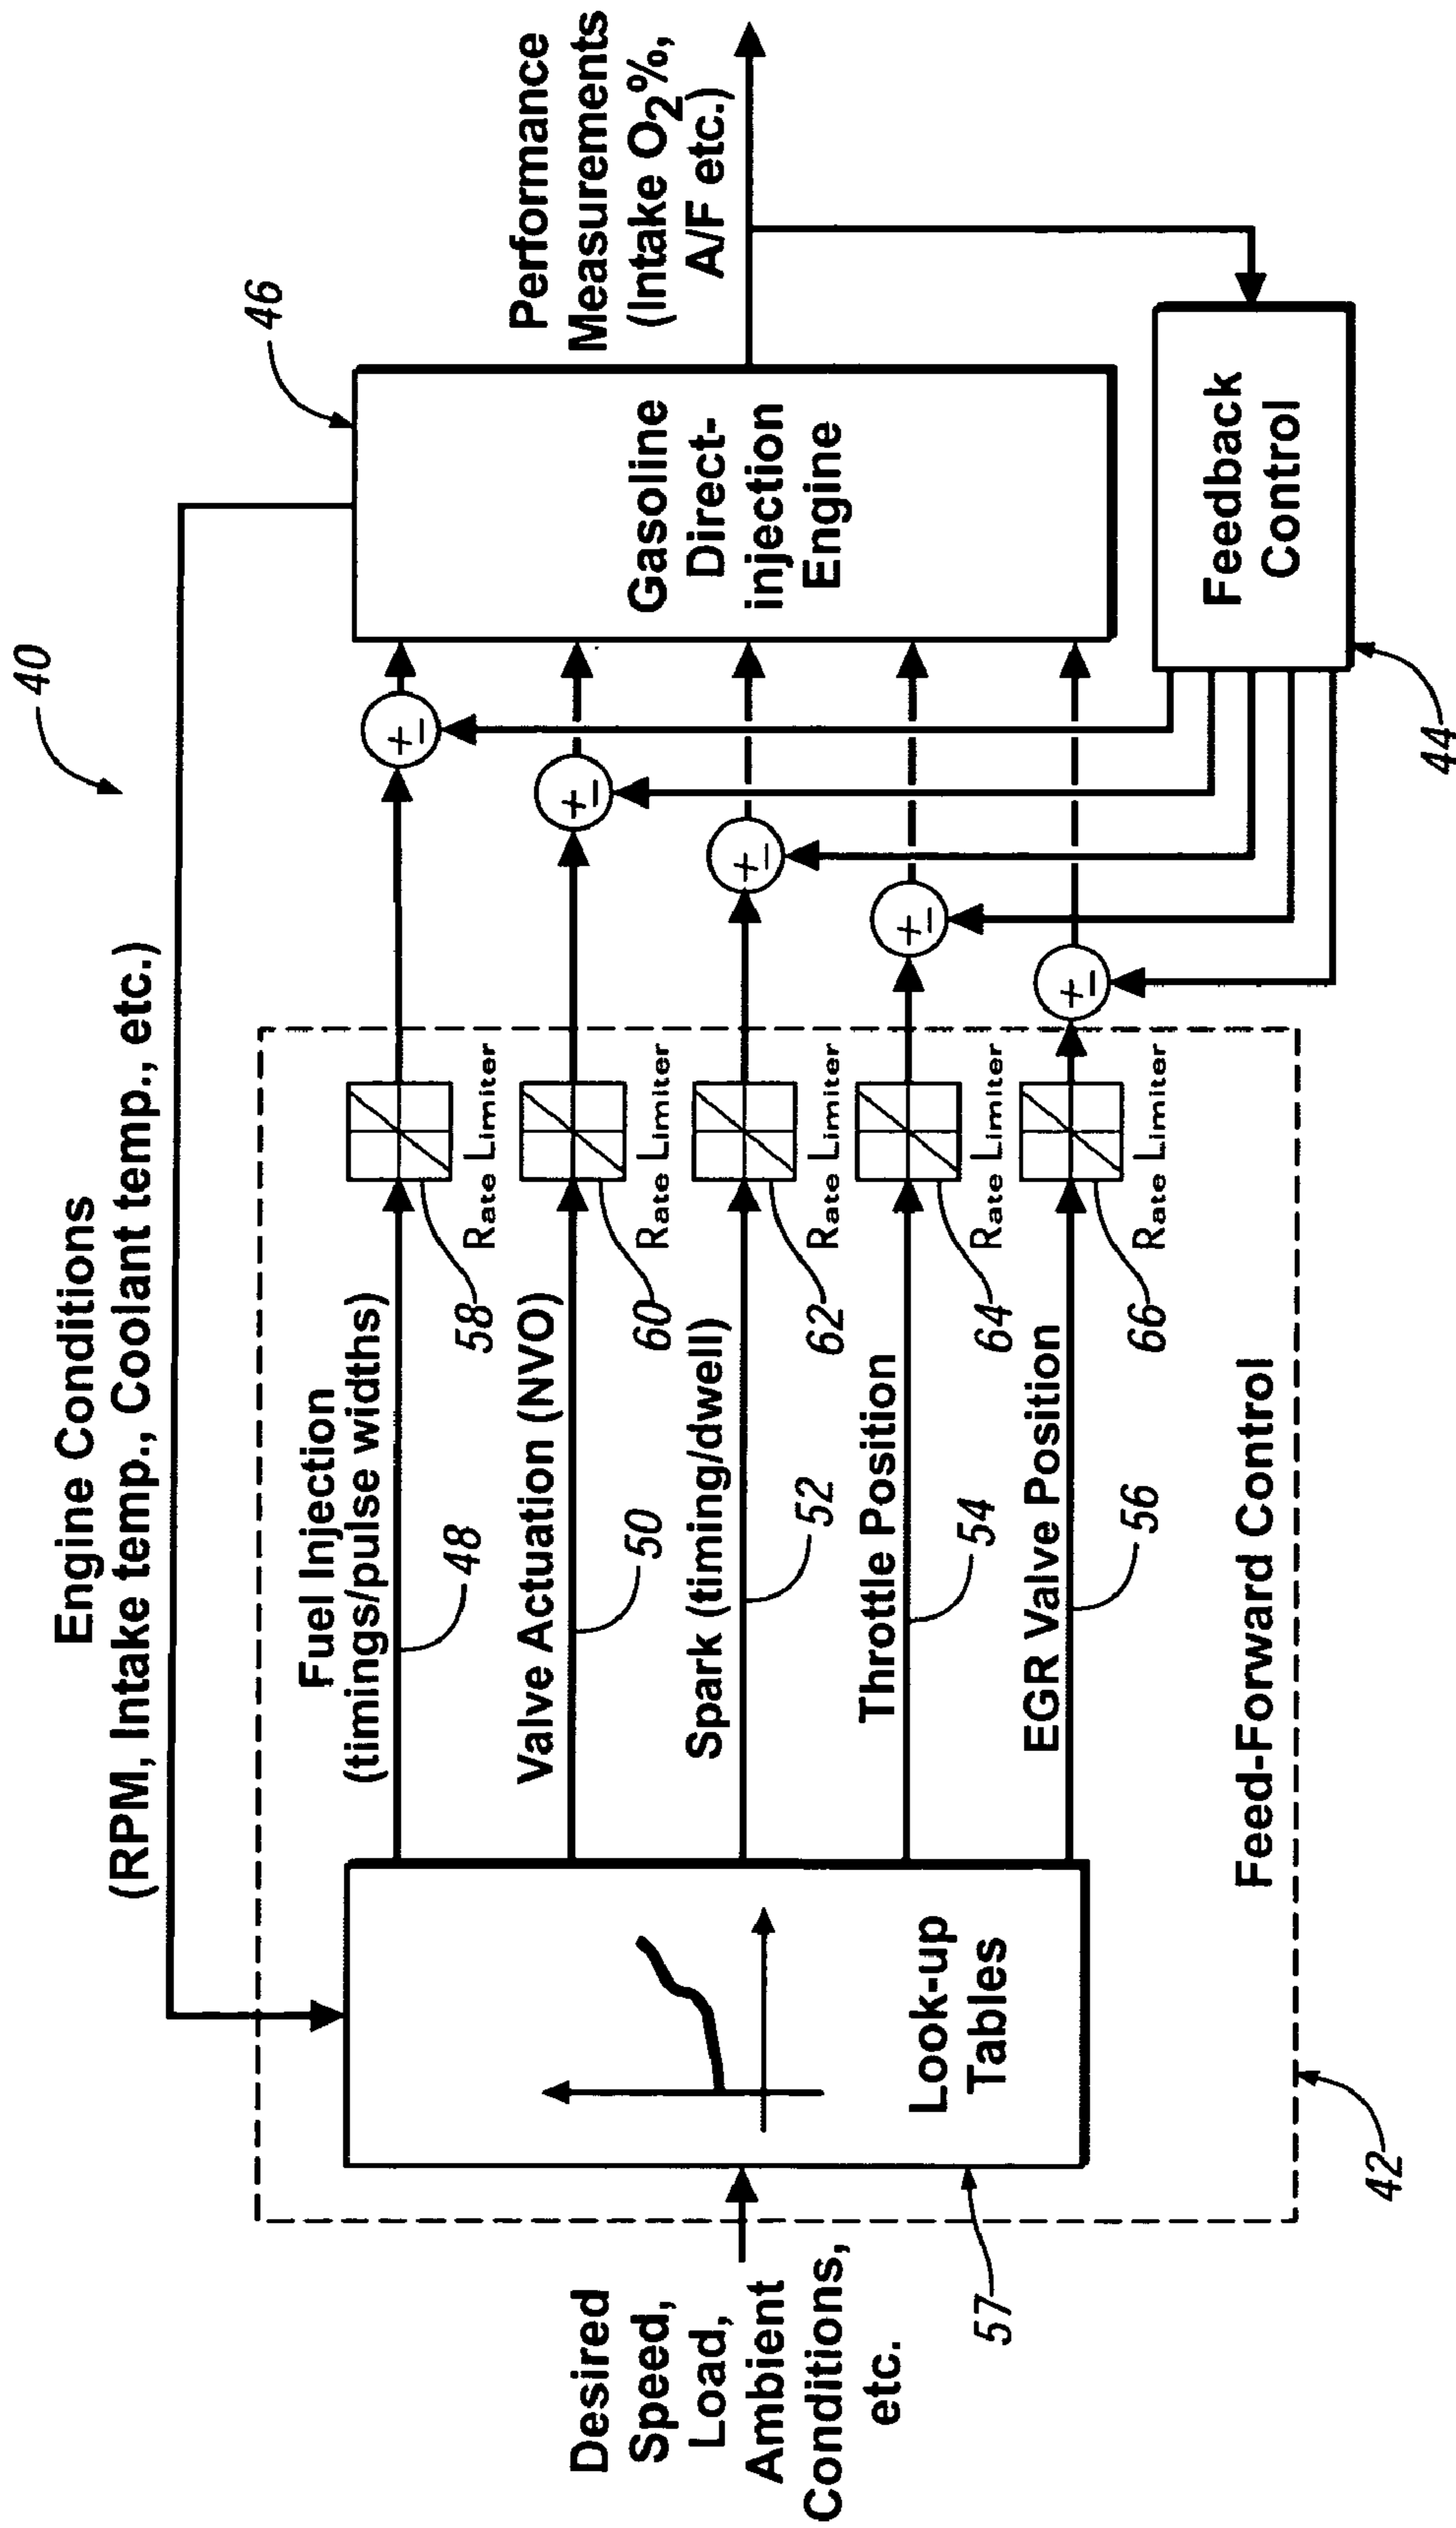 40
Engine Conditions
(RPM, Intake temp., Coolant temp., etc.)
Desired
Speed,
Load,
Ambient
Conditions,
etc.
57
Look-up
Tables
Fuel Injection
(timings/pulse widths)
48
58
Rate Limiter
Valve Actuation (NVO)
50
60
Rate Limiter
Spark (timing/dwell)
52
62
Rate Limiter
Throttle Position
54
64
Rate Limiter
EGR Valve Position
56
66
Rate Limiter
Feed-Forward Control
42
+
−
+
−
+
−
+
−
+
−
46
Gasoline
Direct-
injection
Engine
Performance
Measurements
(Intake O2%,
A/F etc.)
Feedback
Control
44